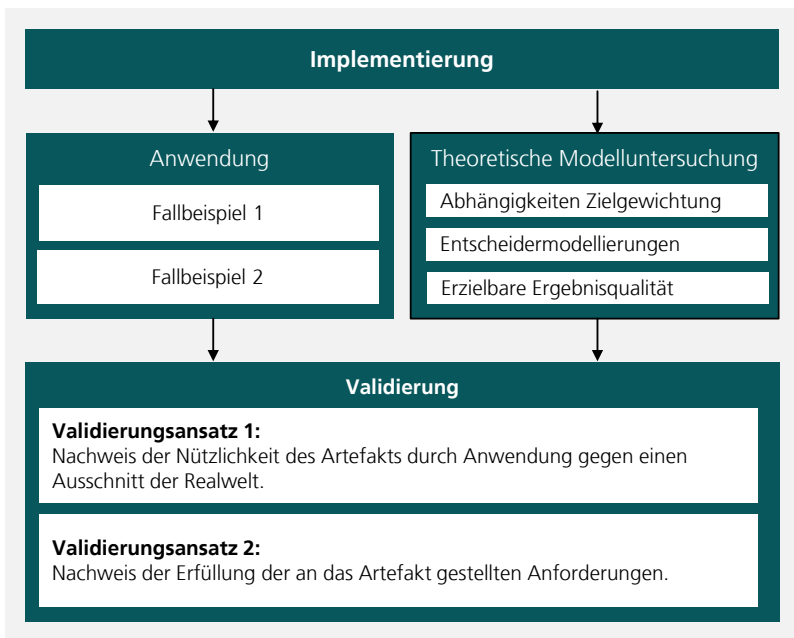 Implementierung
Anwendung
Fallbeispiel 1
Fallbeispiel 2
Theoretische Modelluntersuchung
Abhängigkeiten Zielgewichtung
Entscheidermodellierungen
Erzielbare Ergebnisqualität
Validierung
Validierungsansatz 1:
Nachweis der Nützlichkeit des Artefakts durch Anwendung gegen einen
Ausschnitt der Realwelt.
Validierungsansatz 2:
Nachweis der Erfüllung der an das Artefakt gestellten Anforderungen.